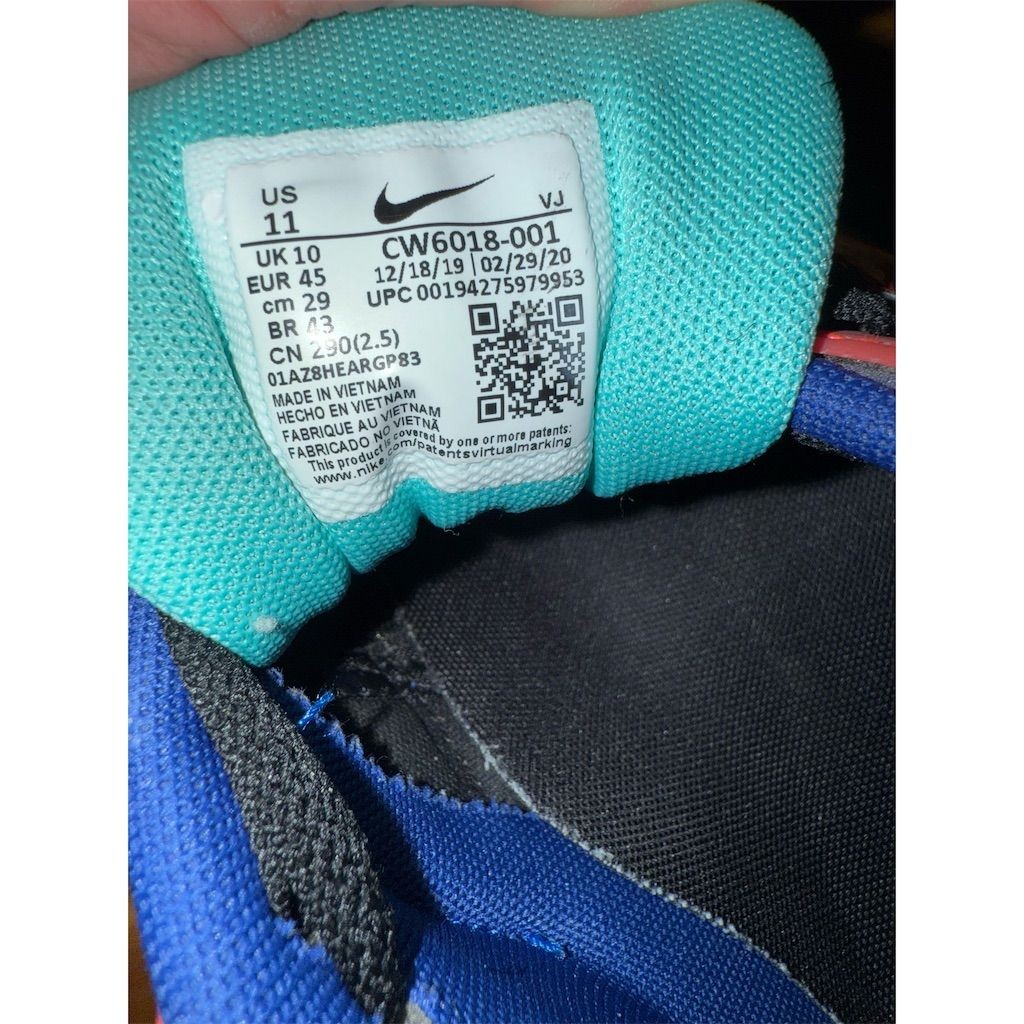 US
11
VJ
UK 10
CW6018-001
EUR 45
12/18/19 | 02/29/20
cm 29
UPC 00194275979953
BR 43
CN 290(2.5)
01AZ8HEARGP83
MADE IN VIETNAM
HECHO EN VIETNAM
FABRIQUE AU VIETNAM
FABRICADO NO VIETNÃ
This product is covered by one or more patents:
www.nike.com/patentsvirtualmarking